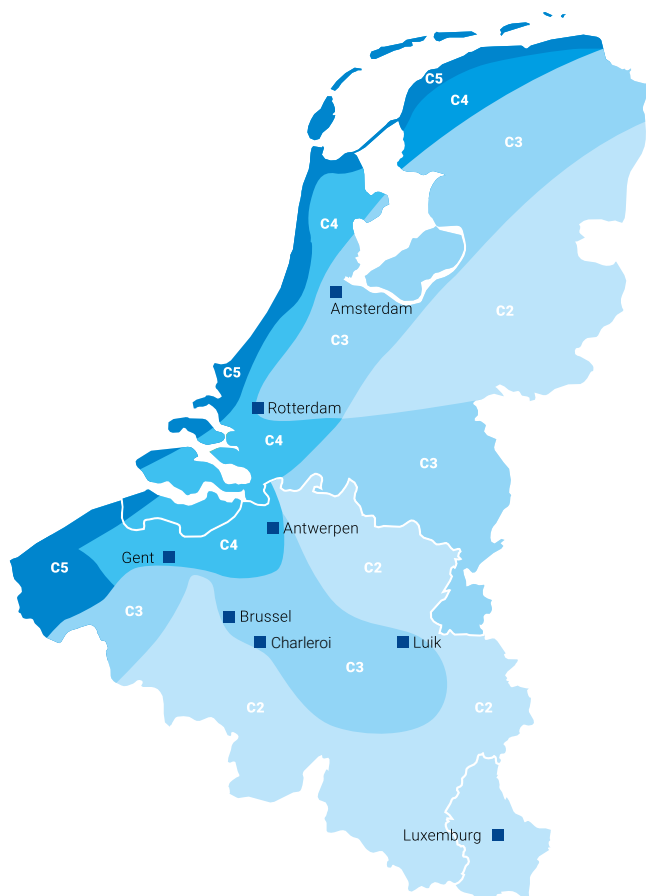 C5
C4
C3
C4
Amsterdam
C2
C3
C5
Rotterdam
C4
C3
Antwerpen
C4
Gent
C5
C2
C3
Brussel
Charleroi
Luik
C3
C2
C2
Luxemburg